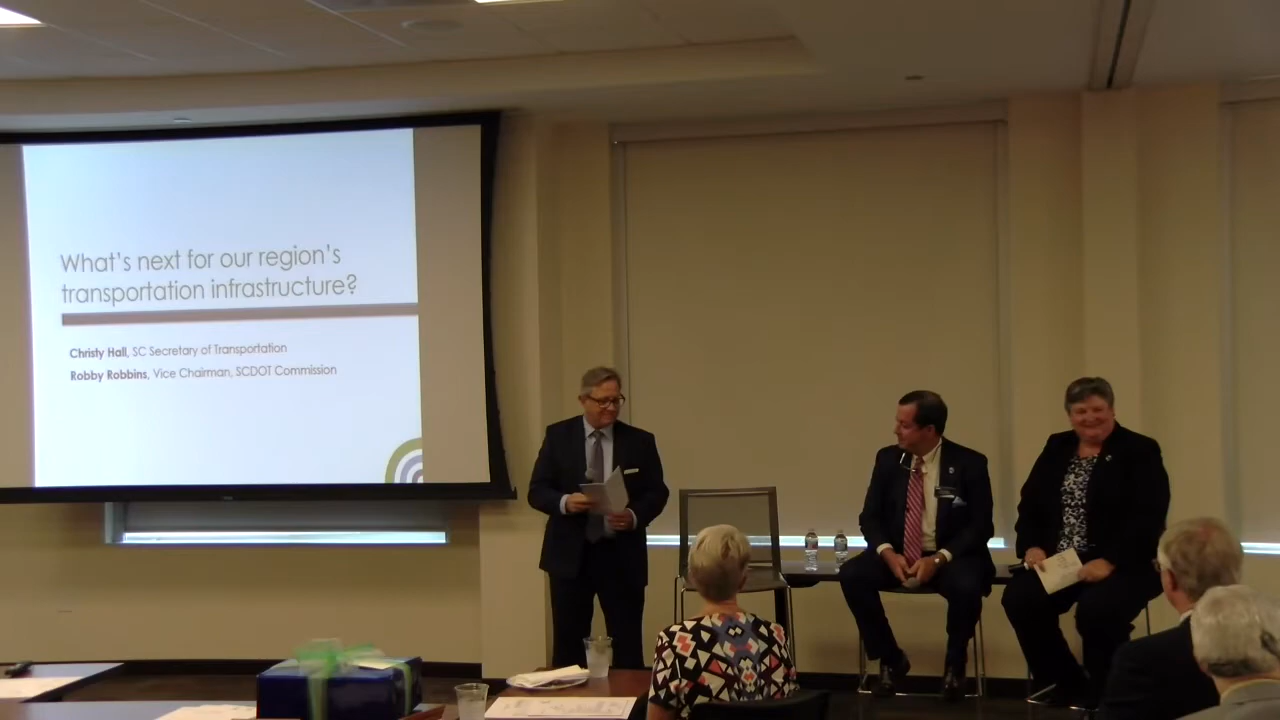 What's next for our region's
transportation infrastructure?
Christy Hall, SC Secretary of Transportation
Robby Robbins, Vice Chairman, SCDOT Commission